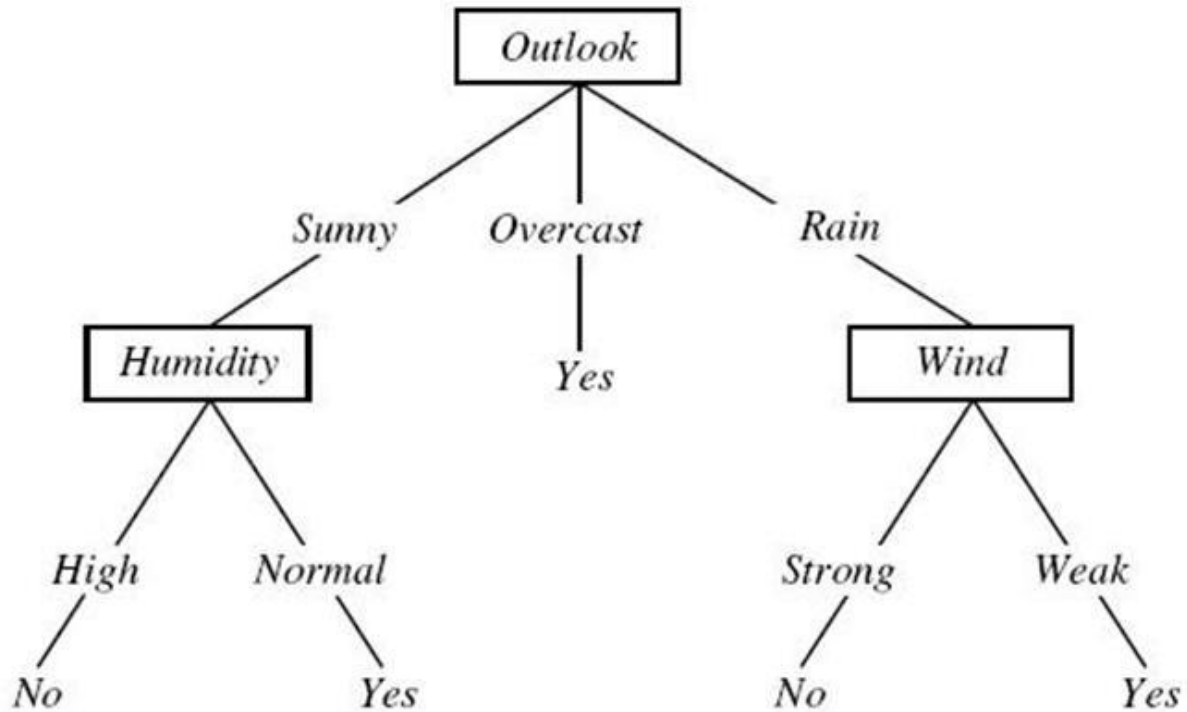 Outlook
Sunny Overcast Rain
Humidity Yes Wind
High Normal Strong Weak
No Yes No Yes